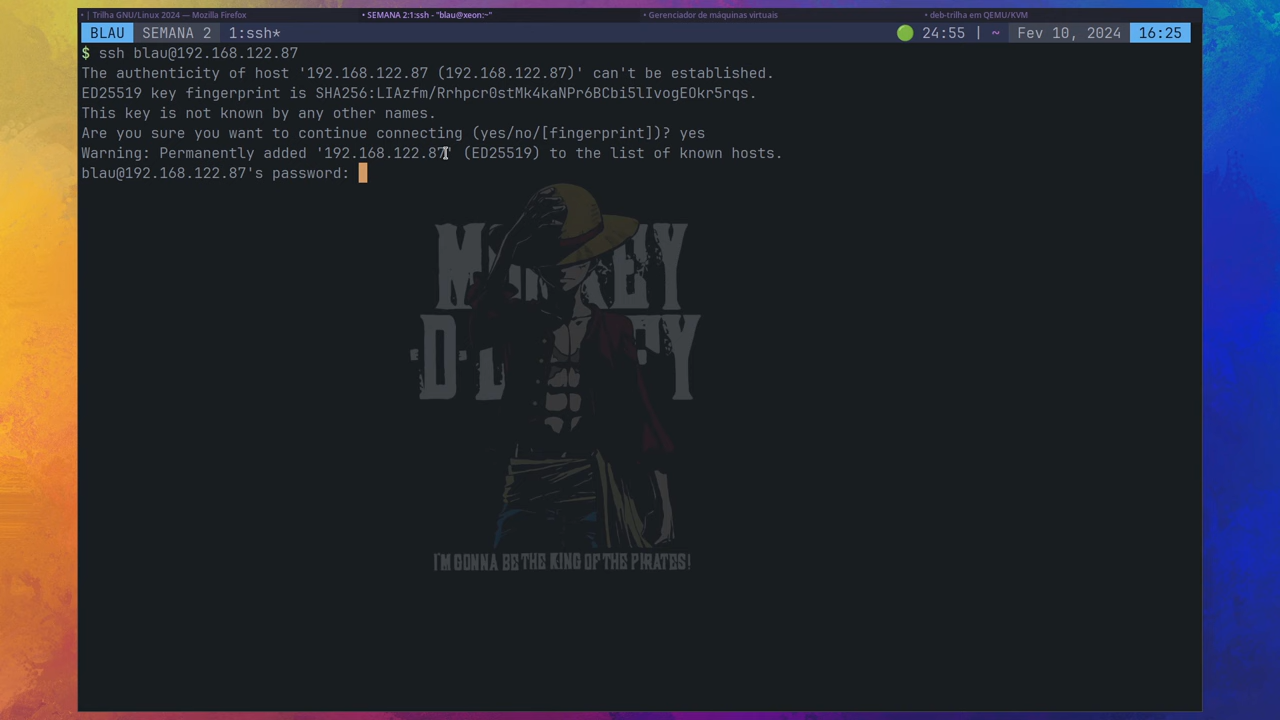 • | Trilha GNU/Linux 2024 — Mozilla Firefox • SEMANA 2:1:ssh - "blau@xeon:~" • Gerenciador de máquinas virtuais • deb-trilha em QEMU/KVM
BLAU SEMANA 2 1:ssh* 24:55 | ~ Fev 10, 2024 16:25
$ ssh blau@192.168.122.87
The authenticity of host '192.168.122.87 (192.168.122.87)' can't be established.
ED25519 key fingerprint is SHA256:LIAzfm/Rrhpcr0stMk4kaNPr6BCbi5lIvogEOkr5rqs.
This key is not known by any other names.
Are you sure you want to continue connecting (yes/no/[fingerprint])? yes
Warning: Permanently added '192.168.122.87' (ED25519) to the list of known hosts.
blau@192.168.122.87's password:
I'M GONNA BE THE KING OF THE PIRATES!